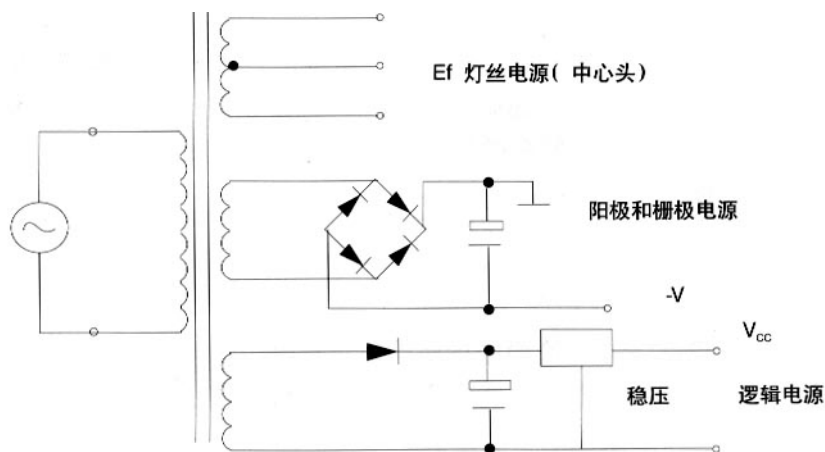 Ef 灯丝电源( 中心头)
阳极和栅极电源
-V
Vcc
稳压
逻辑电源